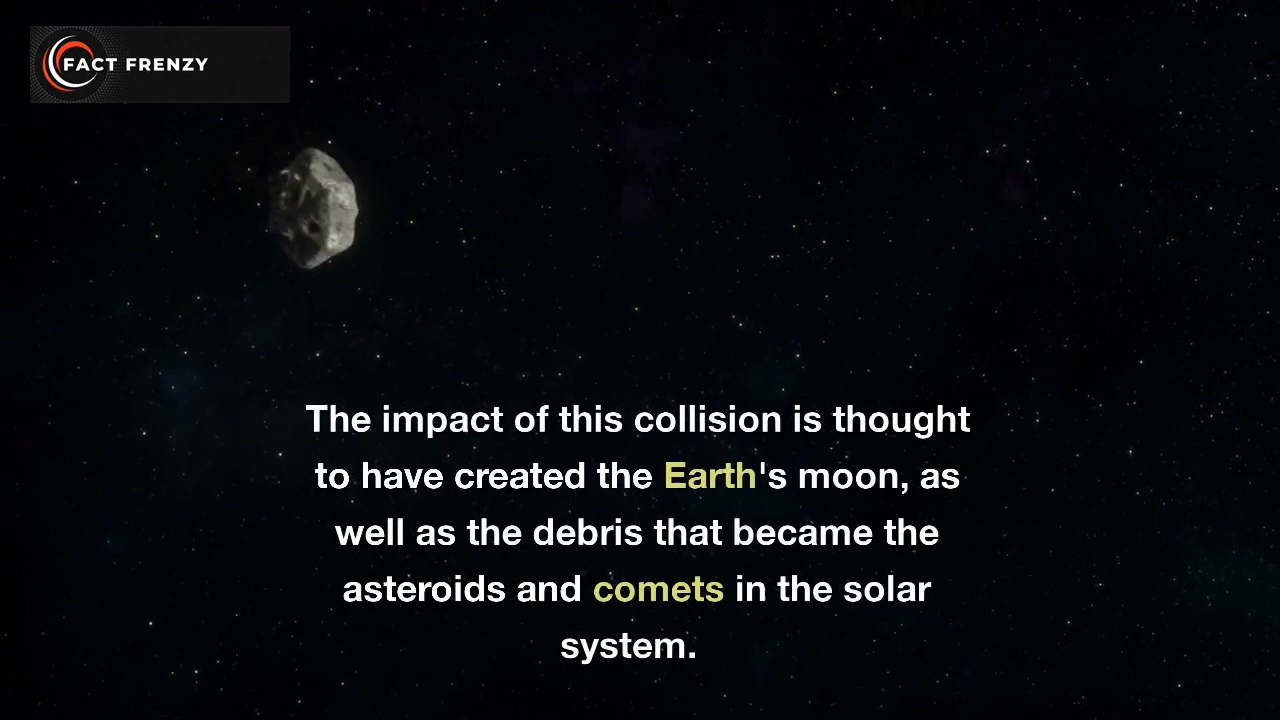 FACT FRENZY
The impact of this collision is thought
to have created the Earth's moon, as
well as the debris that became the
asteroids and comets in the solar
system.